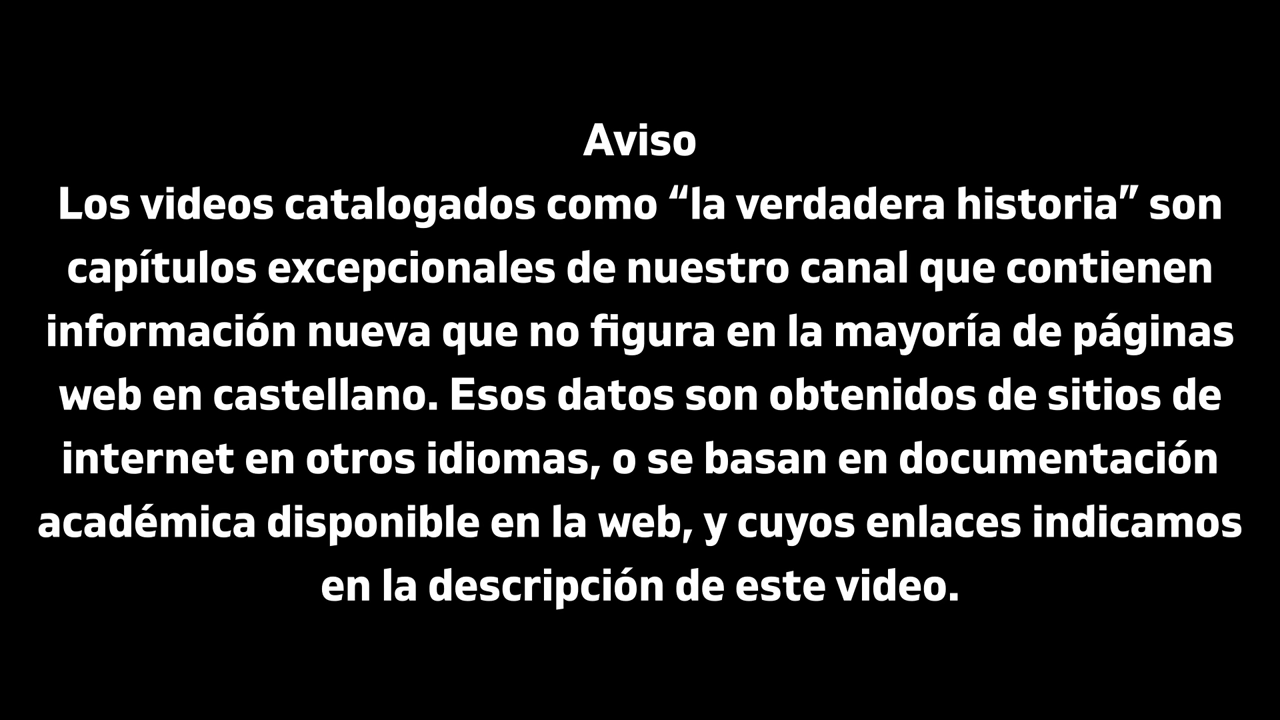 Aviso
Los videos catalogados como “la verdadera historia” son
capítulos excepcionales de nuestro canal que contienen
información nueva que no figura en la mayoría de páginas
web en castellano. Esos datos son obtenidos de sitios de
internet en otros idiomas, o se basan en documentación
académica disponible en la web, y cuyos enlaces indicamos
en la descripción de este video.